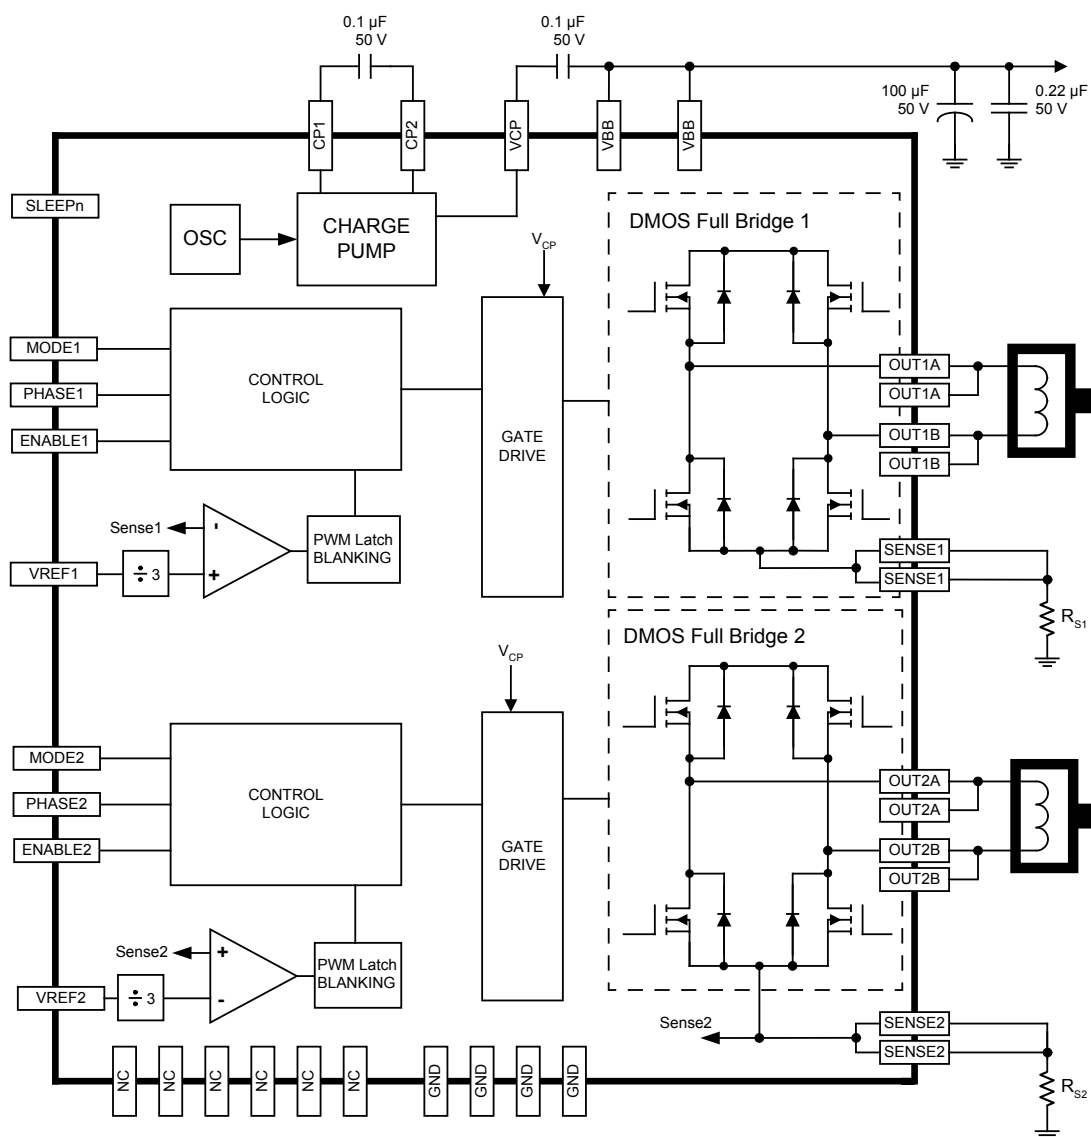 0.1 µF
50 V
0.1 µF
50 V
100 µF
50 V
0.22 µF
50 V
CP1
CP2
VCP
VBB
VBB
SLEEPn
OSC
CHARGE
PUMP
DMOS Full Bridge 1
VCP
MODE1
PHASE1
ENABLE1
CONTROL
LOGIC
GATE
DRIVE
OUT1A
OUT1A
OUT1B
OUT1B
Sense1
-
+
PWM Latch
BLANKING
VREF1
÷ 3
SENSE1
SENSE1
RS1
DMOS Full Bridge 2
VCP
MODE2
PHASE2
ENABLE2
CONTROL
LOGIC
GATE
DRIVE
OUT2A
OUT2A
OUT2B
OUT2B
Sense2
+
-
PWM Latch
BLANKING
VREF2
÷ 3
Sense2
SENSE2
SENSE2
RS2
NC
NC
NC
NC
NC
NC
GND
GND
GND
GND